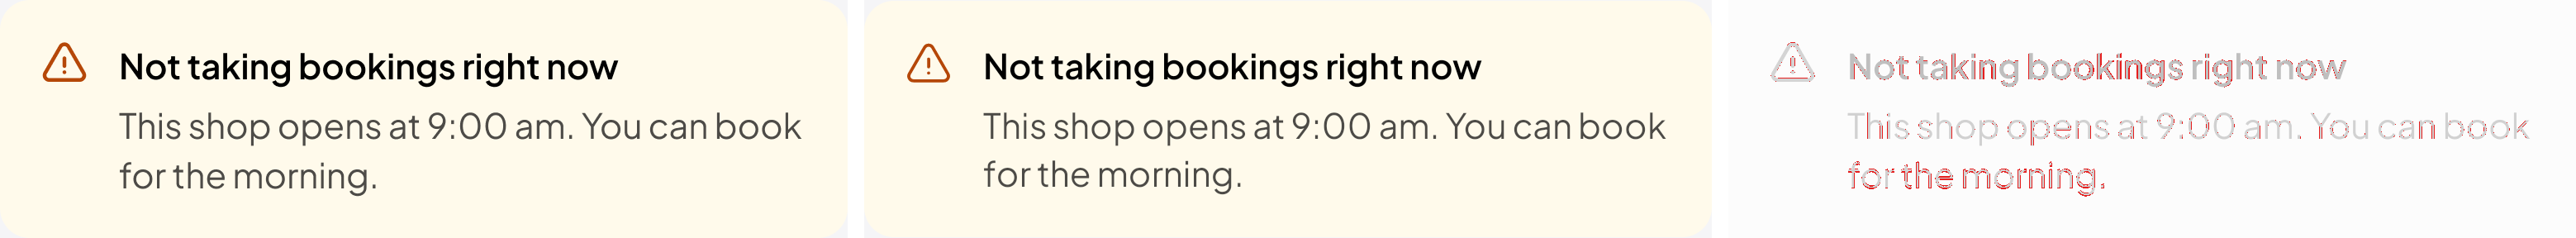 Not taking bookings right now
This shop opens at 9:00 am. You can book
for the morning.
Not taking bookings right now
This shop opens at 9:00 am. You can book
for the morning.
Not taking bookings right now
This shop opens at 9:00 am. You can book
for the morning.